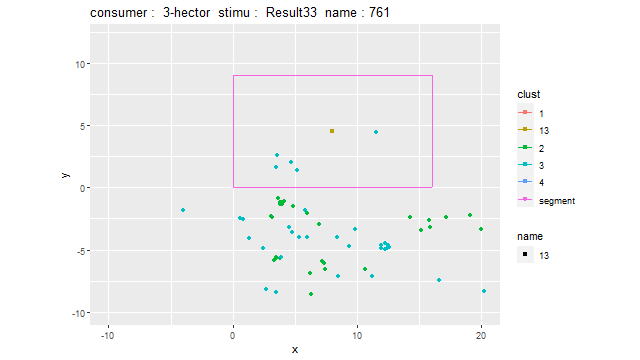 consumer :  3-hector  stimu :  Result33  name : 761
10
5
0
-5
-10
y
-10
0
10
20
x
clust
1
13
2
3
4
segment
name
13